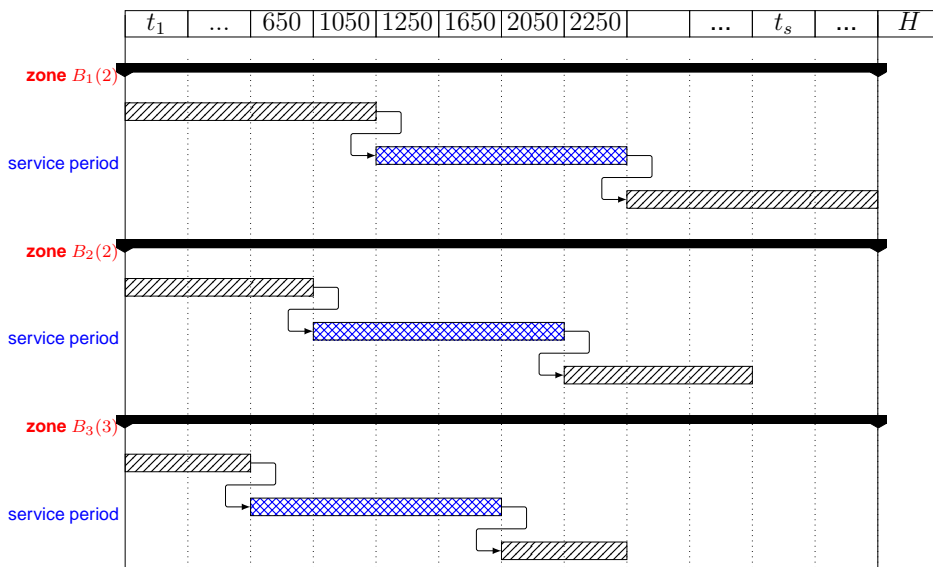 t₁ ... 650 1050 1250 1650 2050 2250 ... tₛ ... H
zone B₁(2)
service period
zone B₂(2)
service period
zone B₃(3)
service period